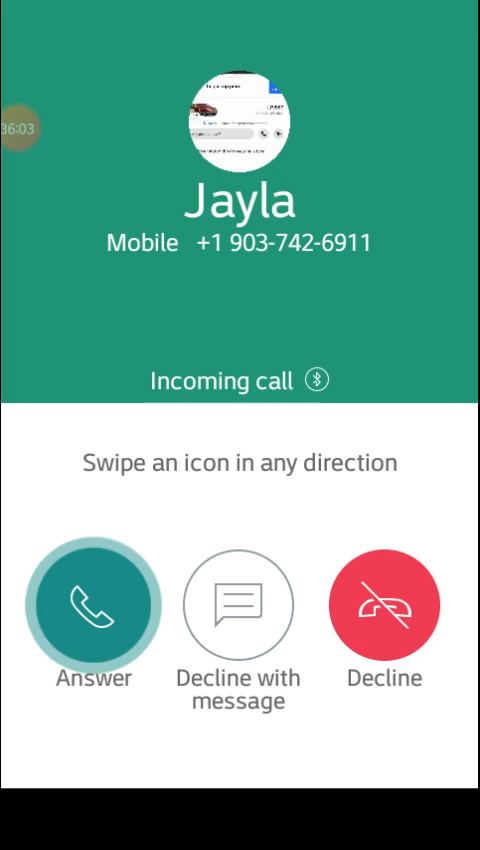 36:03
Jayla
Mobile +1 903-742-6911
Incoming call
Swipe an icon in any direction
Answer
Decline with
message
Decline